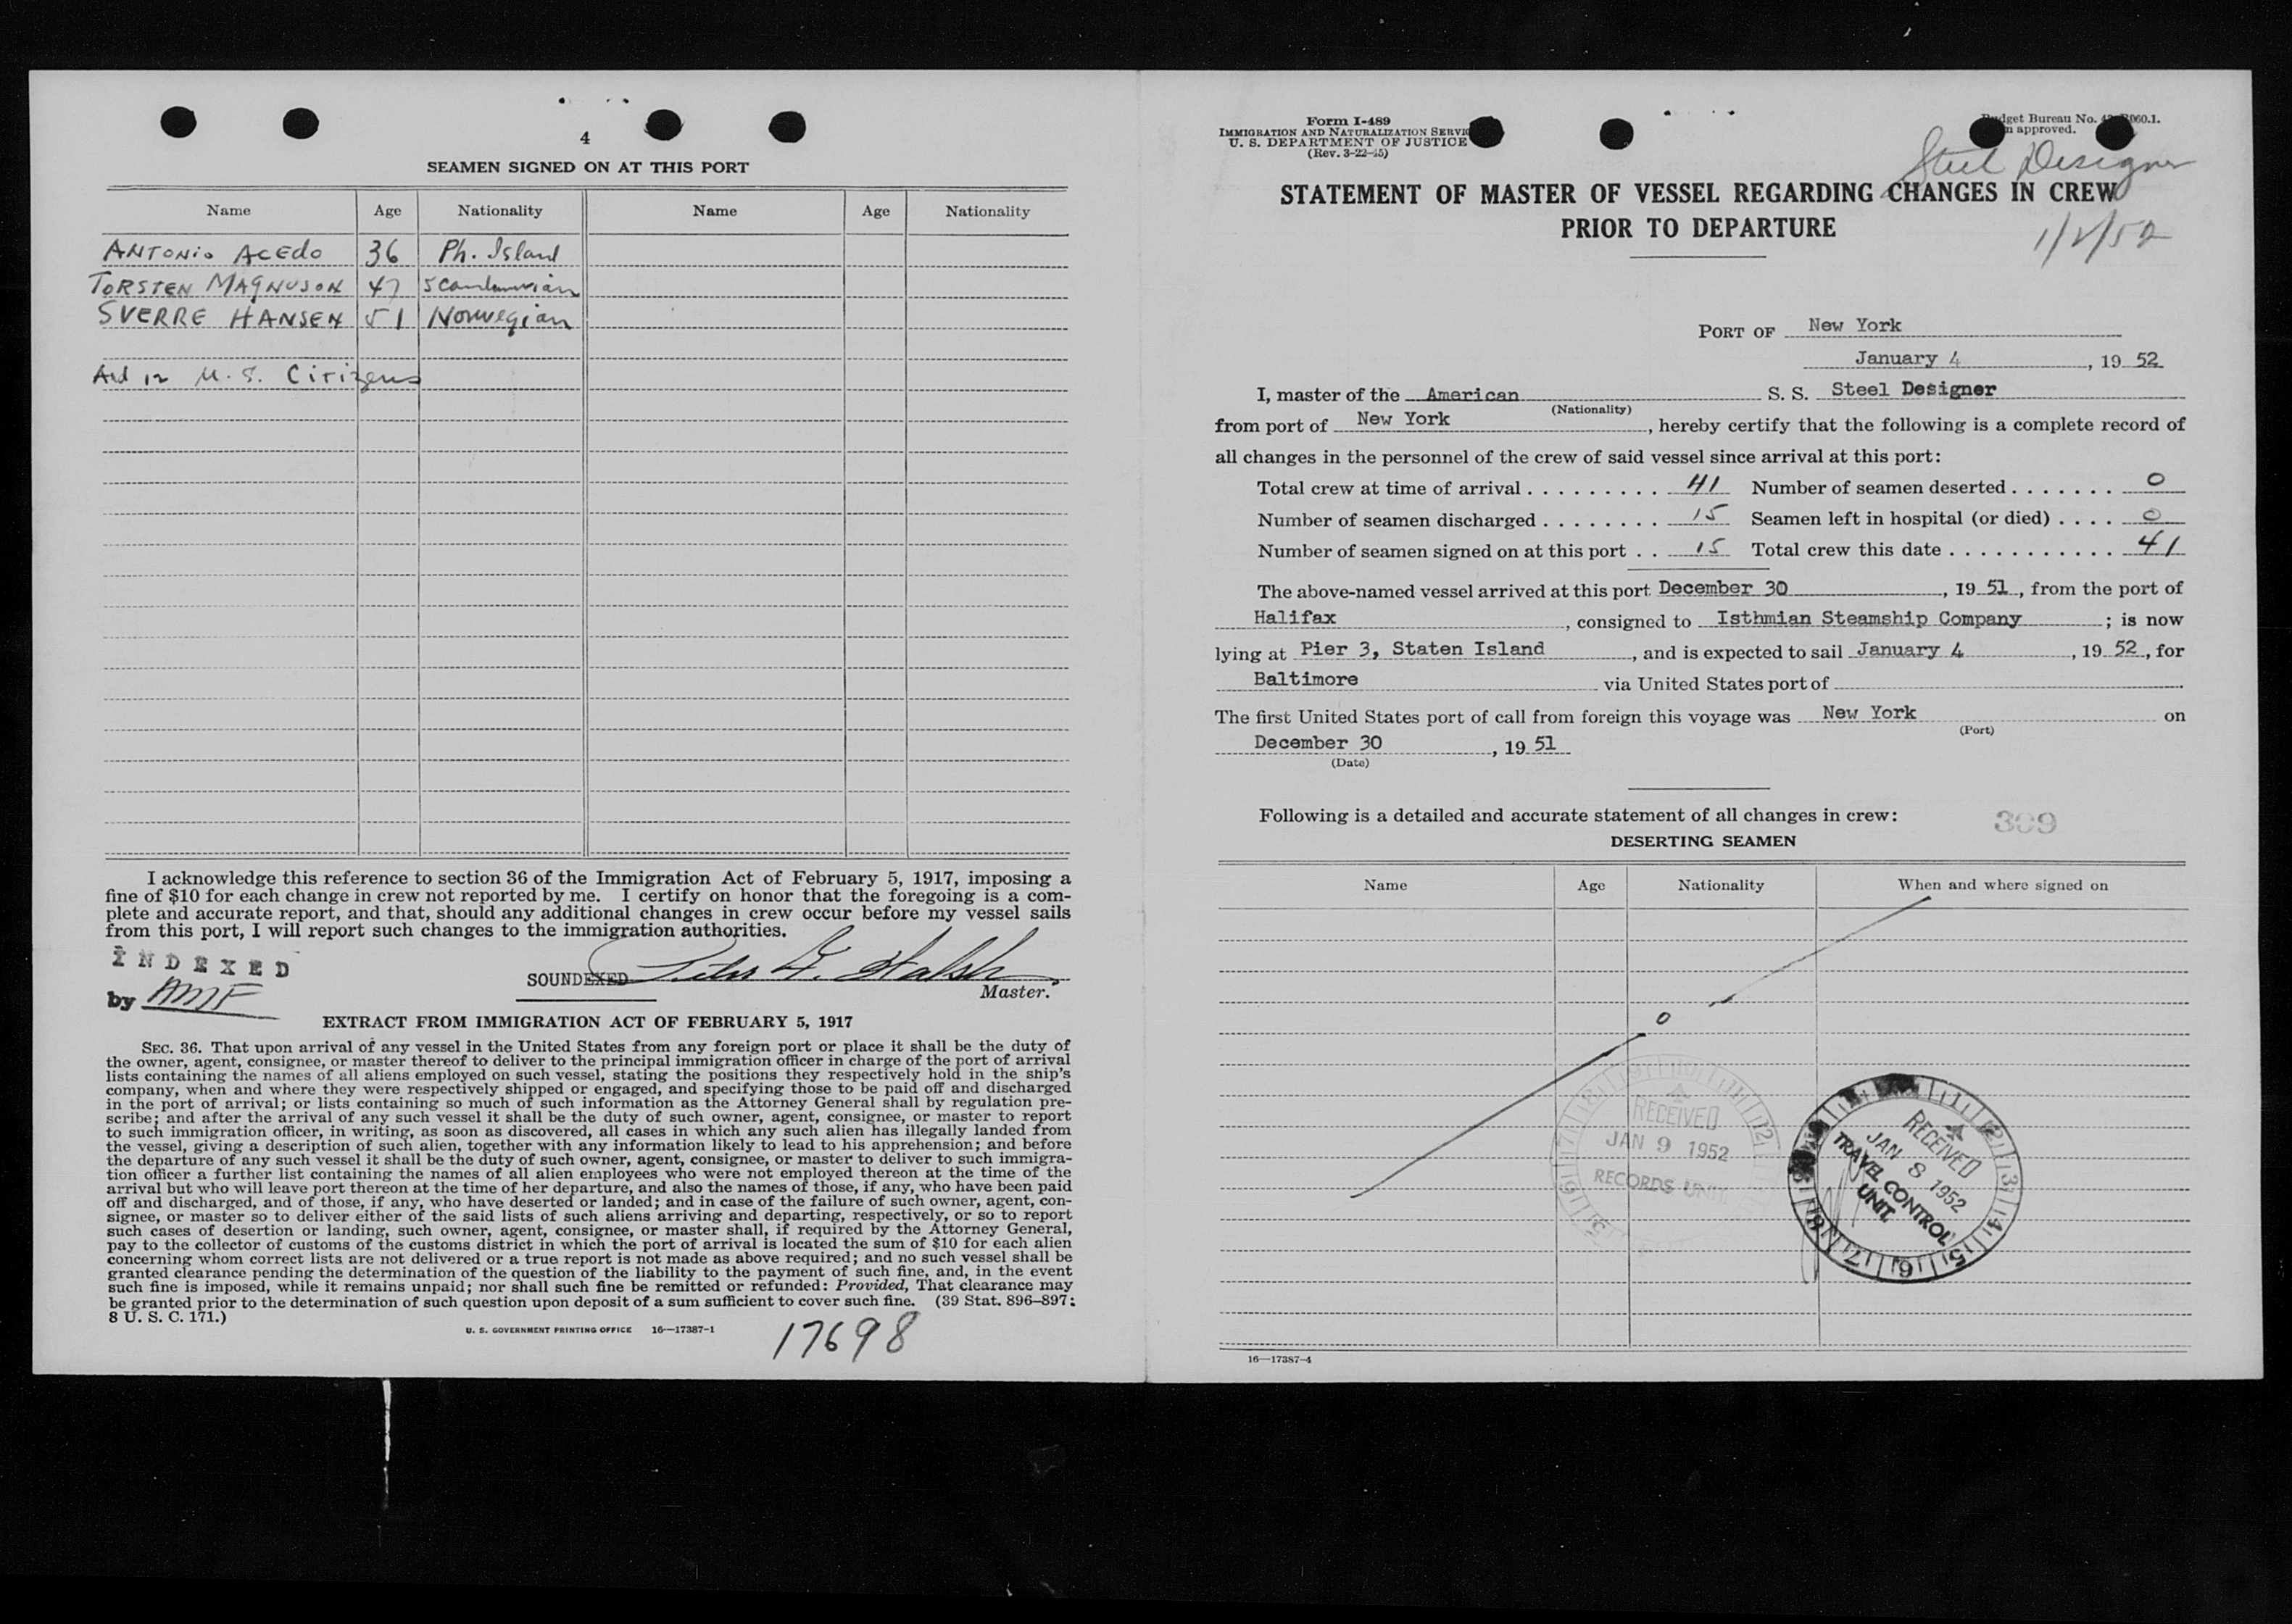 4
SEAMEN SIGNED ON AT THIS PORT
Name Age Nationality Name Age Nationality
ANTONIO ACEDO 36 Ph. Island
TORSTEN MAGNUSON 47 Scandinavian
SVERRE HANSEN 51 Norwegian
And 12 U. S. Citizens
I acknowledge this reference to section 36 of the Immigration Act of February 5, 1917, imposing a
fine of $10 for each change in crew not reported by me. I certify on honor that the foregoing is a com-
plete and accurate report, and that, should any additional changes in crew occur before my vessel sails
from this port, I will report such changes to the immigration authorities.
INDEXED
by
SOUNDEXED
Master.
EXTRACT FROM IMMIGRATION ACT OF FEBRUARY 5, 1917
SEC. 36. That upon arrival of any vessel in the United States from any foreign port or place it shall be the duty of
the owner, agent, consignee, or master thereof to deliver to the principal immigration officer in charge of the port of arrival
lists containing the names of all aliens employed on such vessel, stating the positions they respectively hold in the ship's
company, when and where they were respectively shipped or engaged, and specifying those to be paid off and discharged
in the port of arrival; or lists containing so much of such information as the Attorney General shall by regulation pre-
scribe; and after the arrival of any such vessel it shall be the duty of such owner, agent, consignee, or master to report
to such immigration officer, in writing, as soon as discovered, all cases in which any such alien has illegally landed from
the vessel, giving a description of such alien, together with any information likely to lead to his apprehension; and before
the departure of any such vessel it shall be the duty of such owner, agent, consignee, or master to deliver to such immigra-
tion officer a further list containing the names of all alien employees who were not employed thereon at the time of the
arrival but who will leave port thereon at the time of her departure, and also the names of those, if any, who have been paid
off and discharged, and of those, if any, who have deserted or landed; and in case of the failure of such owner, agent, con-
signee, or master so to deliver either of the said lists of such aliens arriving and departing, respectively, or so to report
such cases of desertion or landing, such owner, agent, consignee, or master shall, if required by the Attorney General,
pay to the collector of customs of the customs district in which the port of arrival is located the sum of $10 for each alien
concerning whom correct lists are not delivered or a true report is not made as above required; and no such vessel shall be
granted clearance pending the determination of the question of the liability to the payment of such fine, and, in the event
such fine is imposed, while it remains unpaid; nor shall such fine be remitted or refunded: Provided, That clearance may
be granted prior to the determination of such question upon deposit of a sum sufficient to cover such fine. (39 Stat. 896–897;
8 U. S. C. 171.)
U. S. GOVERNMENT PRINTING OFFICE 16—17387-1
17698
Form I-489
IMMIGRATION AND NATURALIZATION
U. S. DEPARTMENT OF JUSTICE
(Rev. 3-22-45)
Budget Bureau No.
approved.
Steel Designer
STATEMENT OF MASTER OF VESSEL REGARDING CHANGES IN CREW
PRIOR TO DEPARTURE
PORT OF New York
January 4, 19 52
I, master of the American S. S. Steel Designer
(Nationality)
from port of New York, hereby certify that the following is a complete record of
all changes in the personnel of the crew of said vessel since arrival at this port:
Total crew at time of arrival . . . . . . . . . 41 Number of seamen deserted . . . . . . . 0
Number of seamen discharged . . . . . . . . 15 Seamen left in hospital (or died) . . . . 0
Number of seamen signed on at this port . . 15 Total crew this date . . . . . . . . . . . 41
The above-named vessel arrived at this port December 30, 19 51, from the port of
Halifax, consigned to Isthmian Steamship Company; is now
lying at Pier 3, Staten Island, and is expected to sail January 4, 19 52, for
Baltimore via United States port of
The first United States port of call from foreign this voyage was New York on
(Port)
December 30, 19 51
(Date)
Following is a detailed and accurate statement of all changes in crew:
309
DESERTING SEAMEN
Name Age Nationality When and where signed on
0
RECEIVED
JAN 9 1952
RECORDS UNIT
RECEIVED
JAN 8 1952
TRAVEL CONTROL
UNIT.
16—17387-4